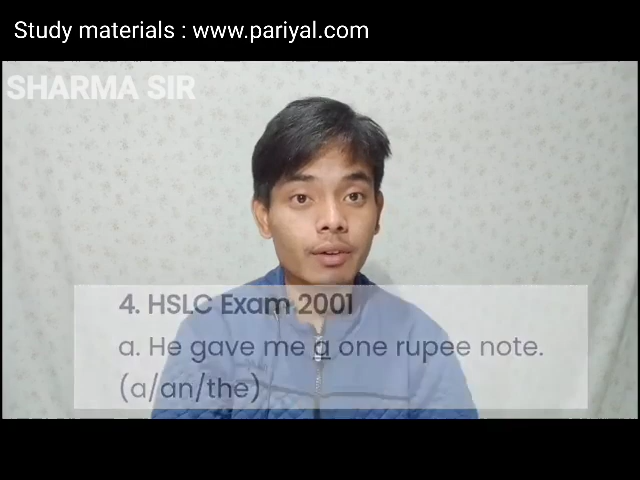 Study materials : www.pariyal.com
SHARMA SIR
4. HSLC Exam 2001
a. He gave me a one rupee note.
(a/an/the)